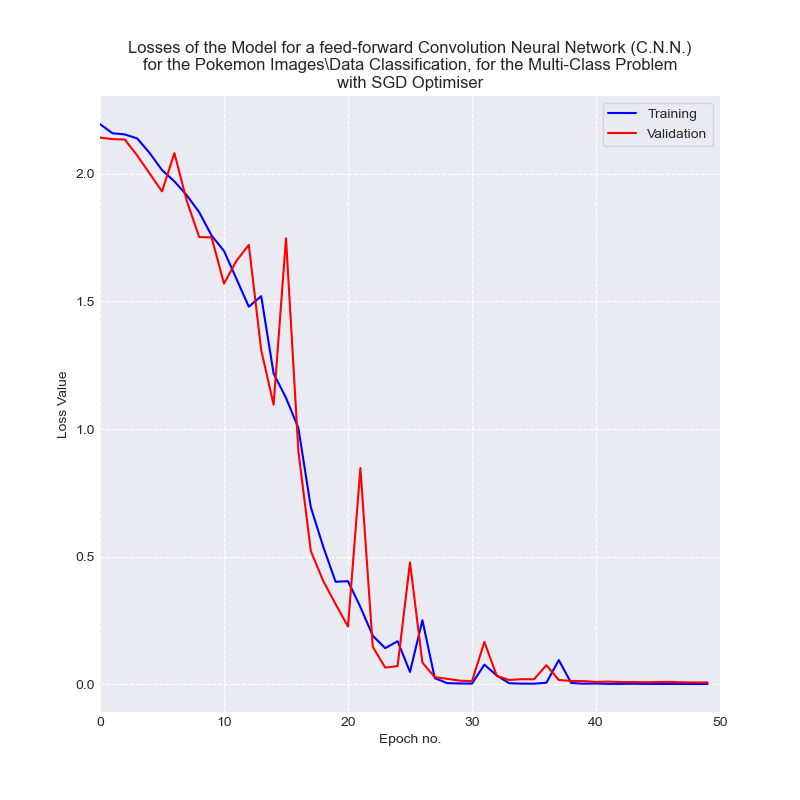 Losses of the Model for a feed-forward Convolution Neural Network (C.N.N.)
for the Pokemon Images\Data Classification, for the Multi-Class Problem
with SGD Optimiser
Training
Validation
Loss Value
2.0
1.5
1.0
0.5
0.0
0 10 20 30 40 50
Epoch no.